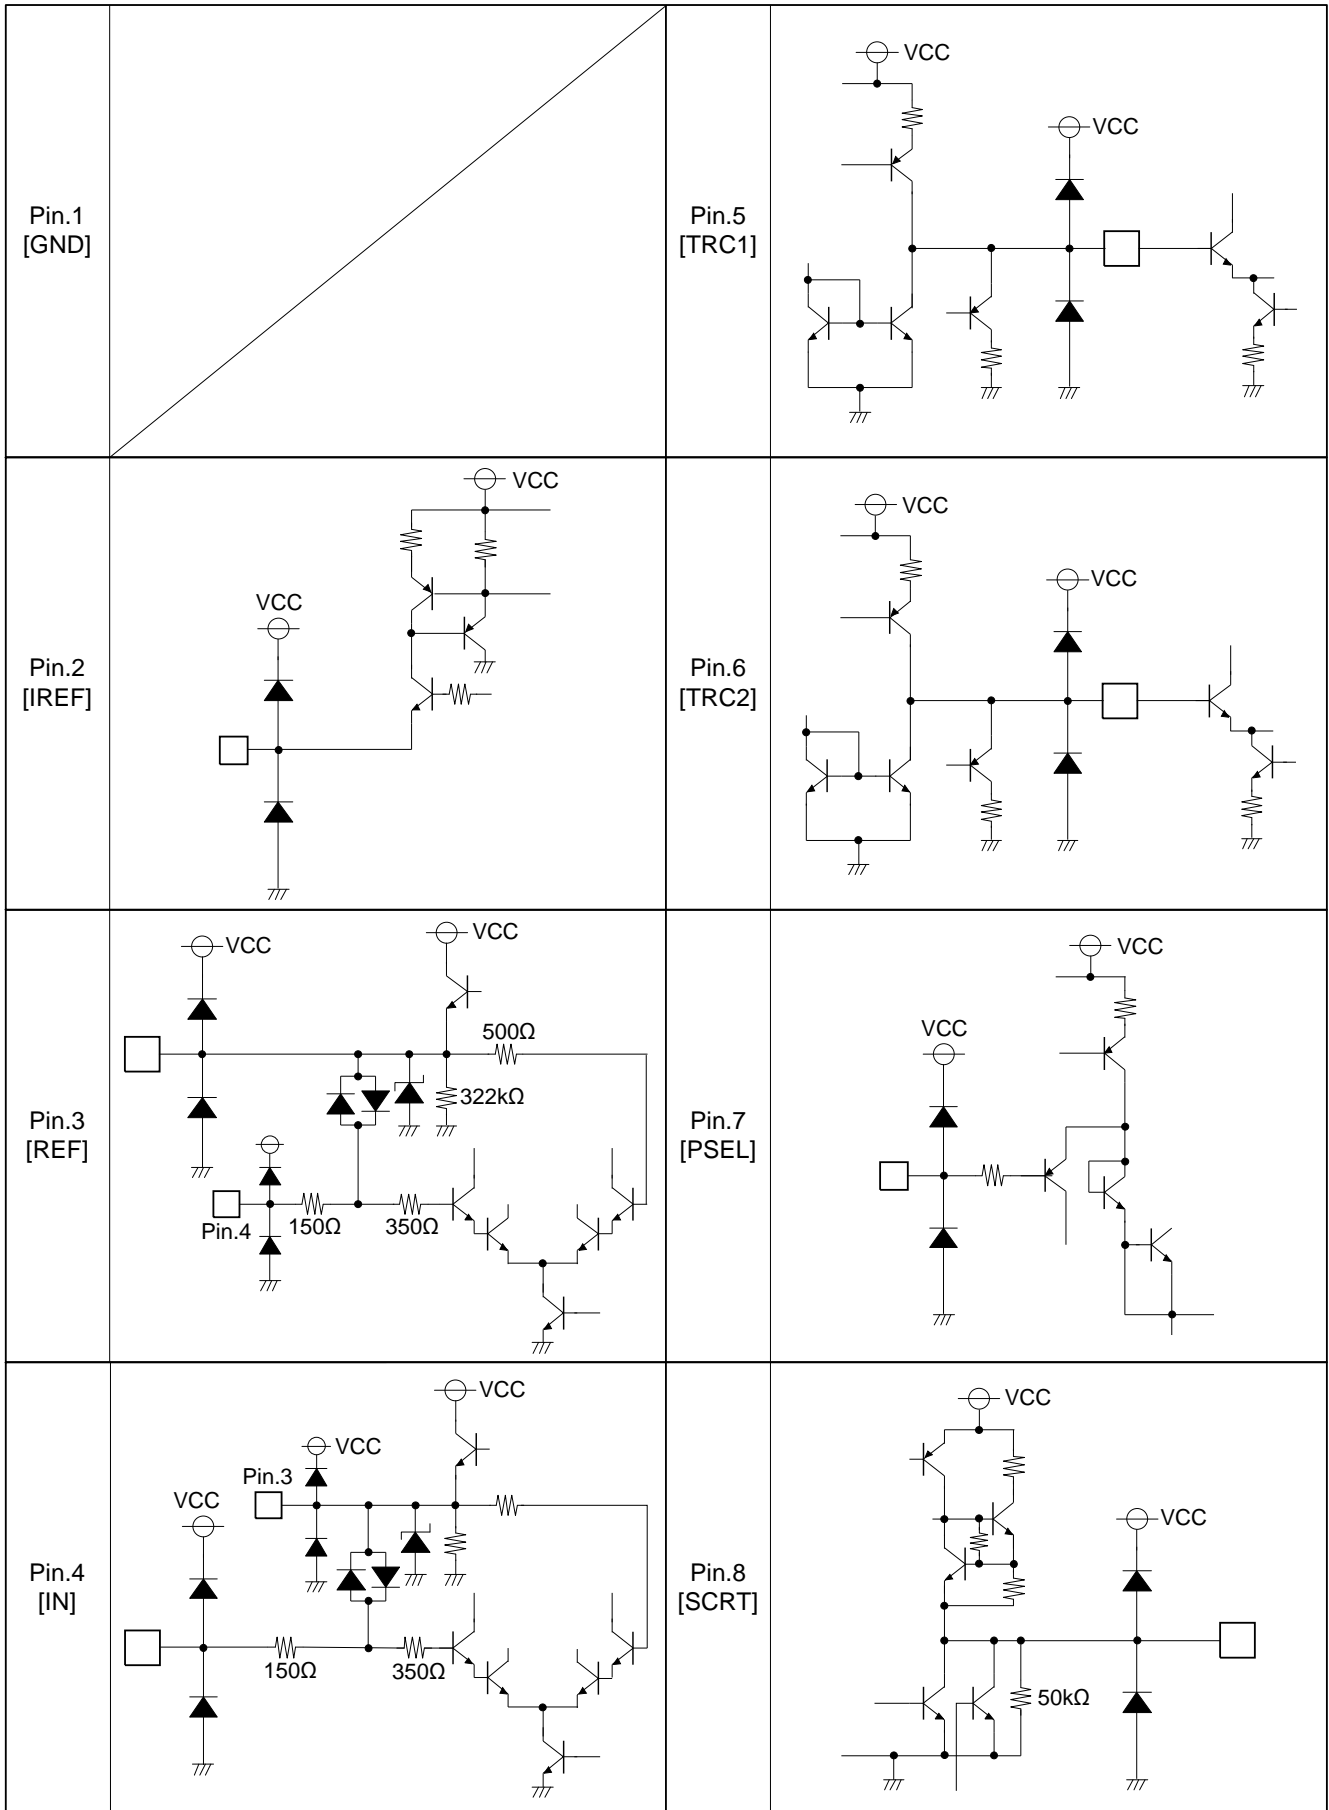 Pin.1
[GND]
Pin.5
[TRC1]
VCC
VCC
Pin.2
[IREF]
VCC
VCC
Pin.6
[TRC2]
VCC
VCC
Pin.3
[REF]
VCC
VCC
500Ω
322kΩ
Pin.4
150Ω
350Ω
Pin.7
[PSEL]
VCC
VCC
Pin.4
[IN]
VCC
VCC
Pin.3
VCC
150Ω
350Ω
Pin.8
[SCRT]
VCC
VCC
50kΩ